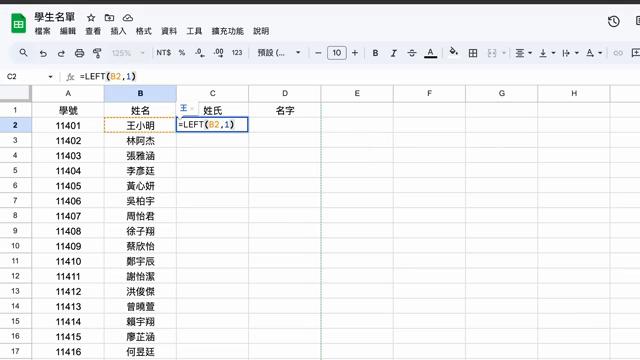 學生名單
檔案 編輯 查看 插入 格式 資料 工具 擴充功能 說明
125% NT$ % .0 .00 123 預設 (... − 10 + B I A
C2 fx =LEFT(B2,1)
A B C D E F G H
1 學號 姓名 王 姓氏 名字
2 11401 王小明 =LEFT(B2,1)
3 11402 林阿杰
4 11403 張雅涵
5 11404 李彥廷
6 11405 黃心妍
7 11406 吳柏宇
8 11407 周怡君
9 11408 徐子翔
10 11409 蔡欣怡
11 11410 鄭宇辰
12 11411 謝怡潔
13 11412 洪俊傑
14 11413 曾曉萱
15 11414 賴宇翔
16 11415 廖芷涵
17 11416 何昱廷